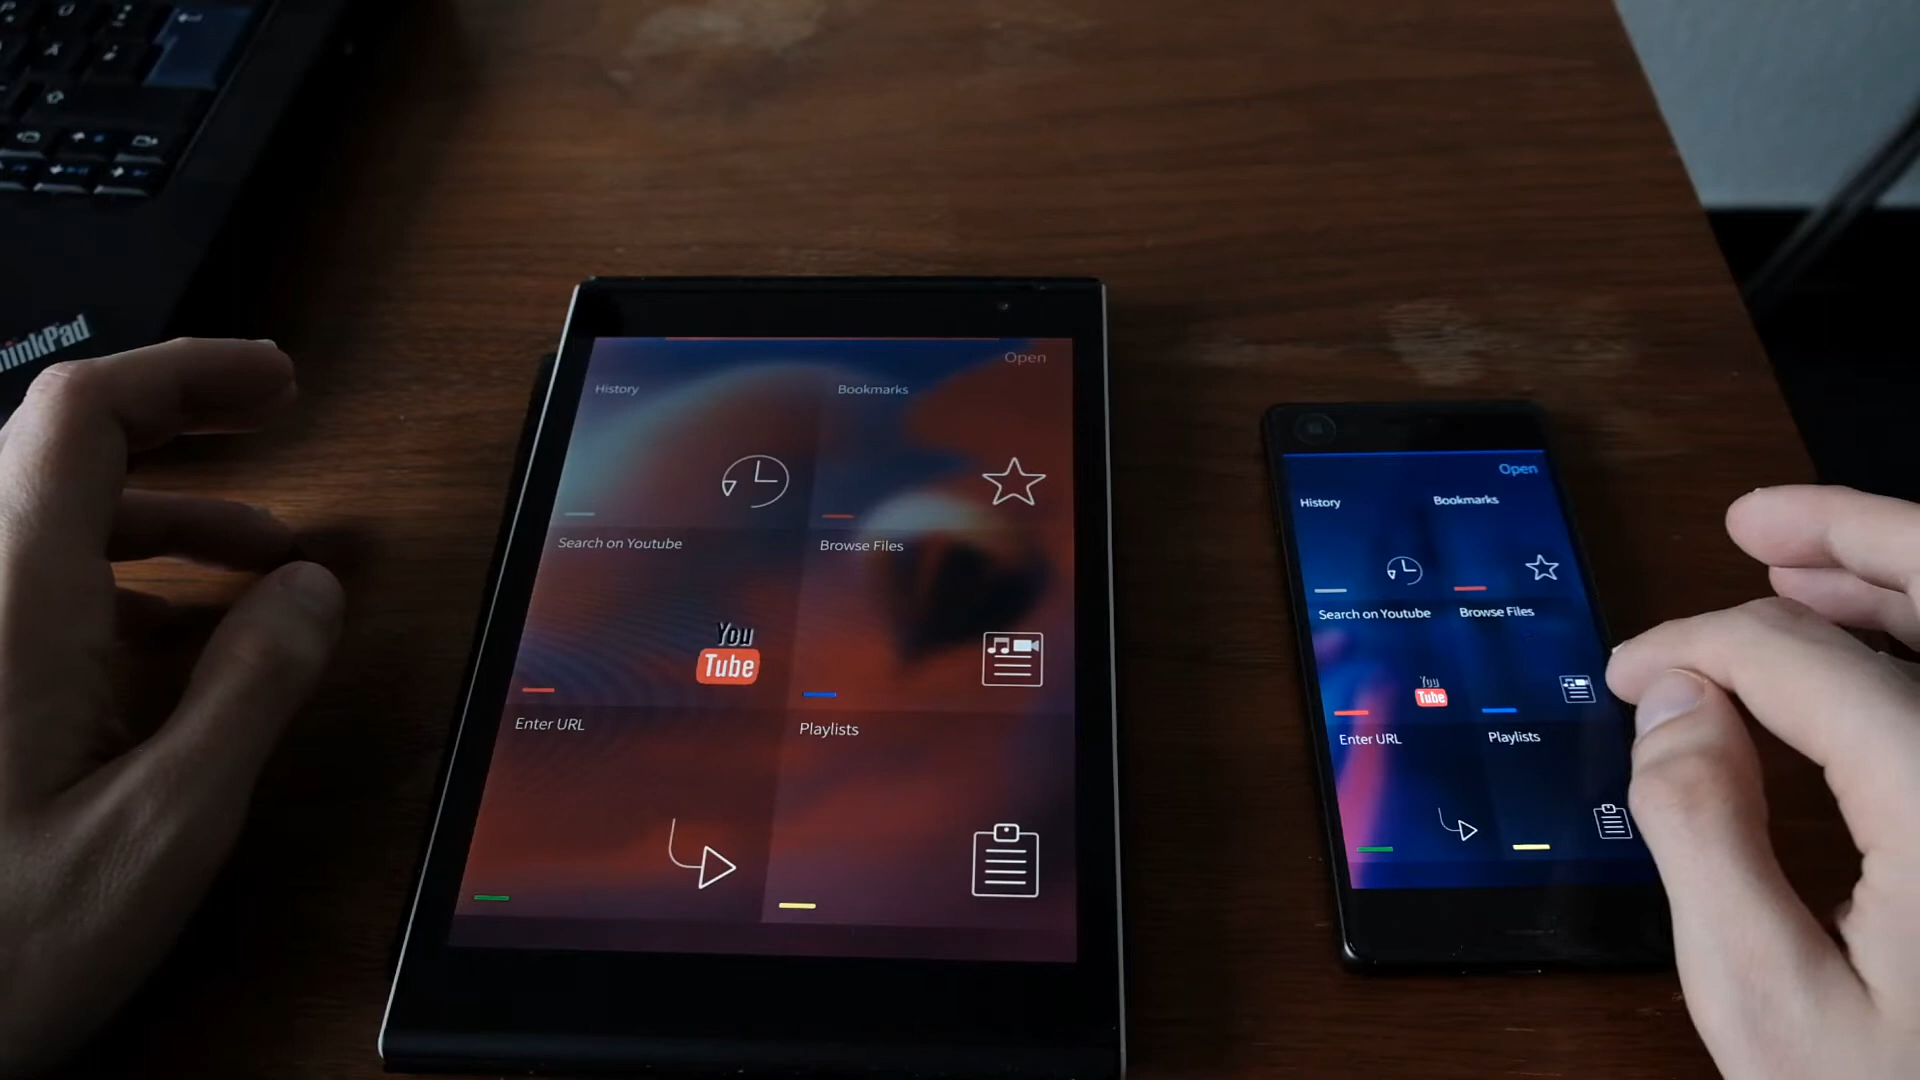 hinkPad
Open
History
Bookmarks
Search on Youtube
Browse Files
You
Tube
Enter URL
Playlists
Open
History
Bookmarks
Search on Youtube
Browse Files
You
Tube
Enter URL
Playlists